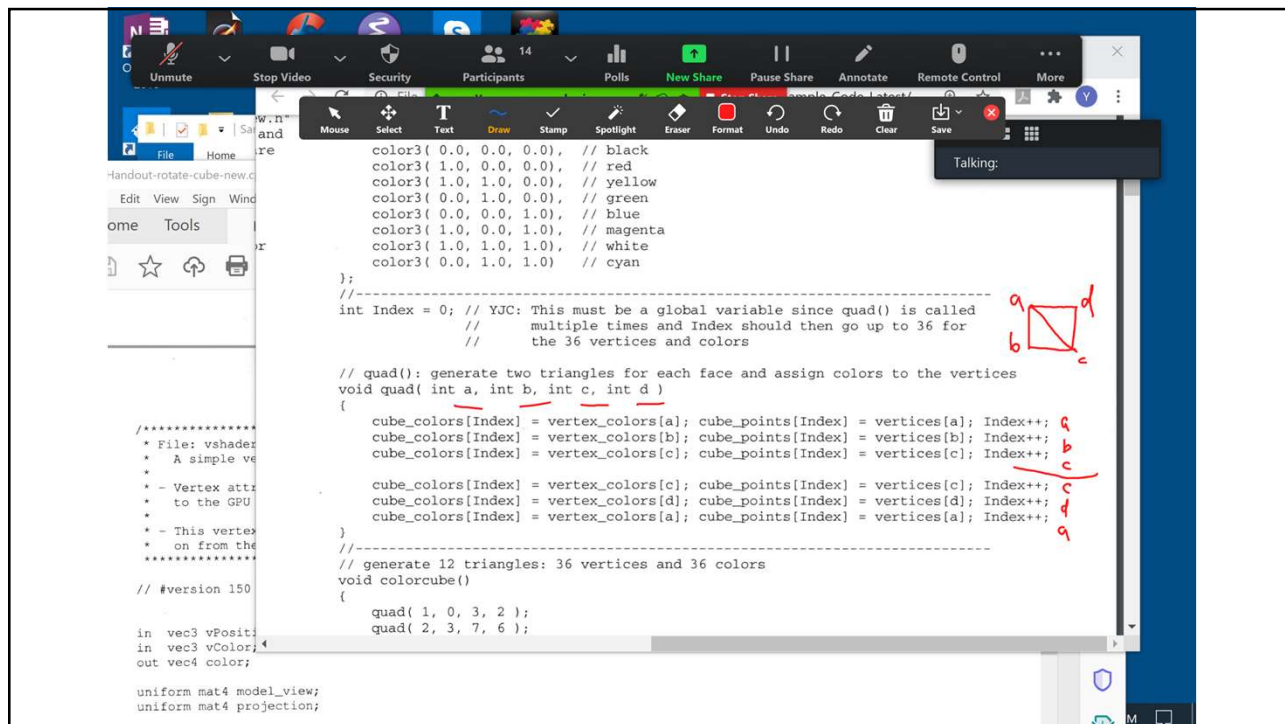 N
S
14
Unmute
Stop Video
Security
Participants
Polls
New Share
Pause Share
Annotate
Remote Control
More
File
Y
Mouse
Select
Text
Draw
Stamp
Spotlight
Eraser
Format
Undo
Redo
Clear
Save
Talking:
File Home
Handout-rotate-cube-new.c
Edit View Sign Wind
ome Tools
and
color3( 0.0, 0.0, 0.0), // black
color3( 1.0, 0.0, 0.0), // red
color3( 1.0, 1.0, 0.0), // yellow
color3( 0.0, 1.0, 0.0), // green
color3( 0.0, 0.0, 1.0), // blue
color3( 1.0, 0.0, 1.0), // magenta
color3( 1.0, 1.0, 1.0), // white
color3( 0.0, 1.0, 1.0) // cyan
};
//-----------------------------------------------------------------------------
int Index = 0; // YJC: This must be a global variable since quad() is called
// multiple times and Index should then go up to 36 for
// the 36 vertices and colors
a d
b c
// quad(): generate two triangles for each face and assign colors to the vertices
void quad( int a, int b, int c, int d )
{
cube_colors[Index] = vertex_colors[a]; cube_points[Index] = vertices[a]; Index++; a
cube_colors[Index] = vertex_colors[b]; cube_points[Index] = vertices[b]; Index++; b
cube_colors[Index] = vertex_colors[c]; cube_points[Index] = vertices[c]; Index++; c
cube_colors[Index] = vertex_colors[c]; cube_points[Index] = vertices[c]; Index++; c
cube_colors[Index] = vertex_colors[d]; cube_points[Index] = vertices[d]; Index++; d
cube_colors[Index] = vertex_colors[a]; cube_points[Index] = vertices[a]; Index++; a
}
//-----------------------------------------------------------------------------
// generate 12 triangles: 36 vertices and 36 colors
void colorcube()
{
quad( 1, 0, 3, 2 );
quad( 2, 3, 7, 6 );
/***************
* File: vshader
* A simple ve
*
* - Vertex attr
* to the GPU
*
* - This vertex
* on from the
***************
// #version 150
in vec3 vPositi
in vec3 vColor;
out vec4 color;
uniform mat4 model_view;
uniform mat4 projection;
M